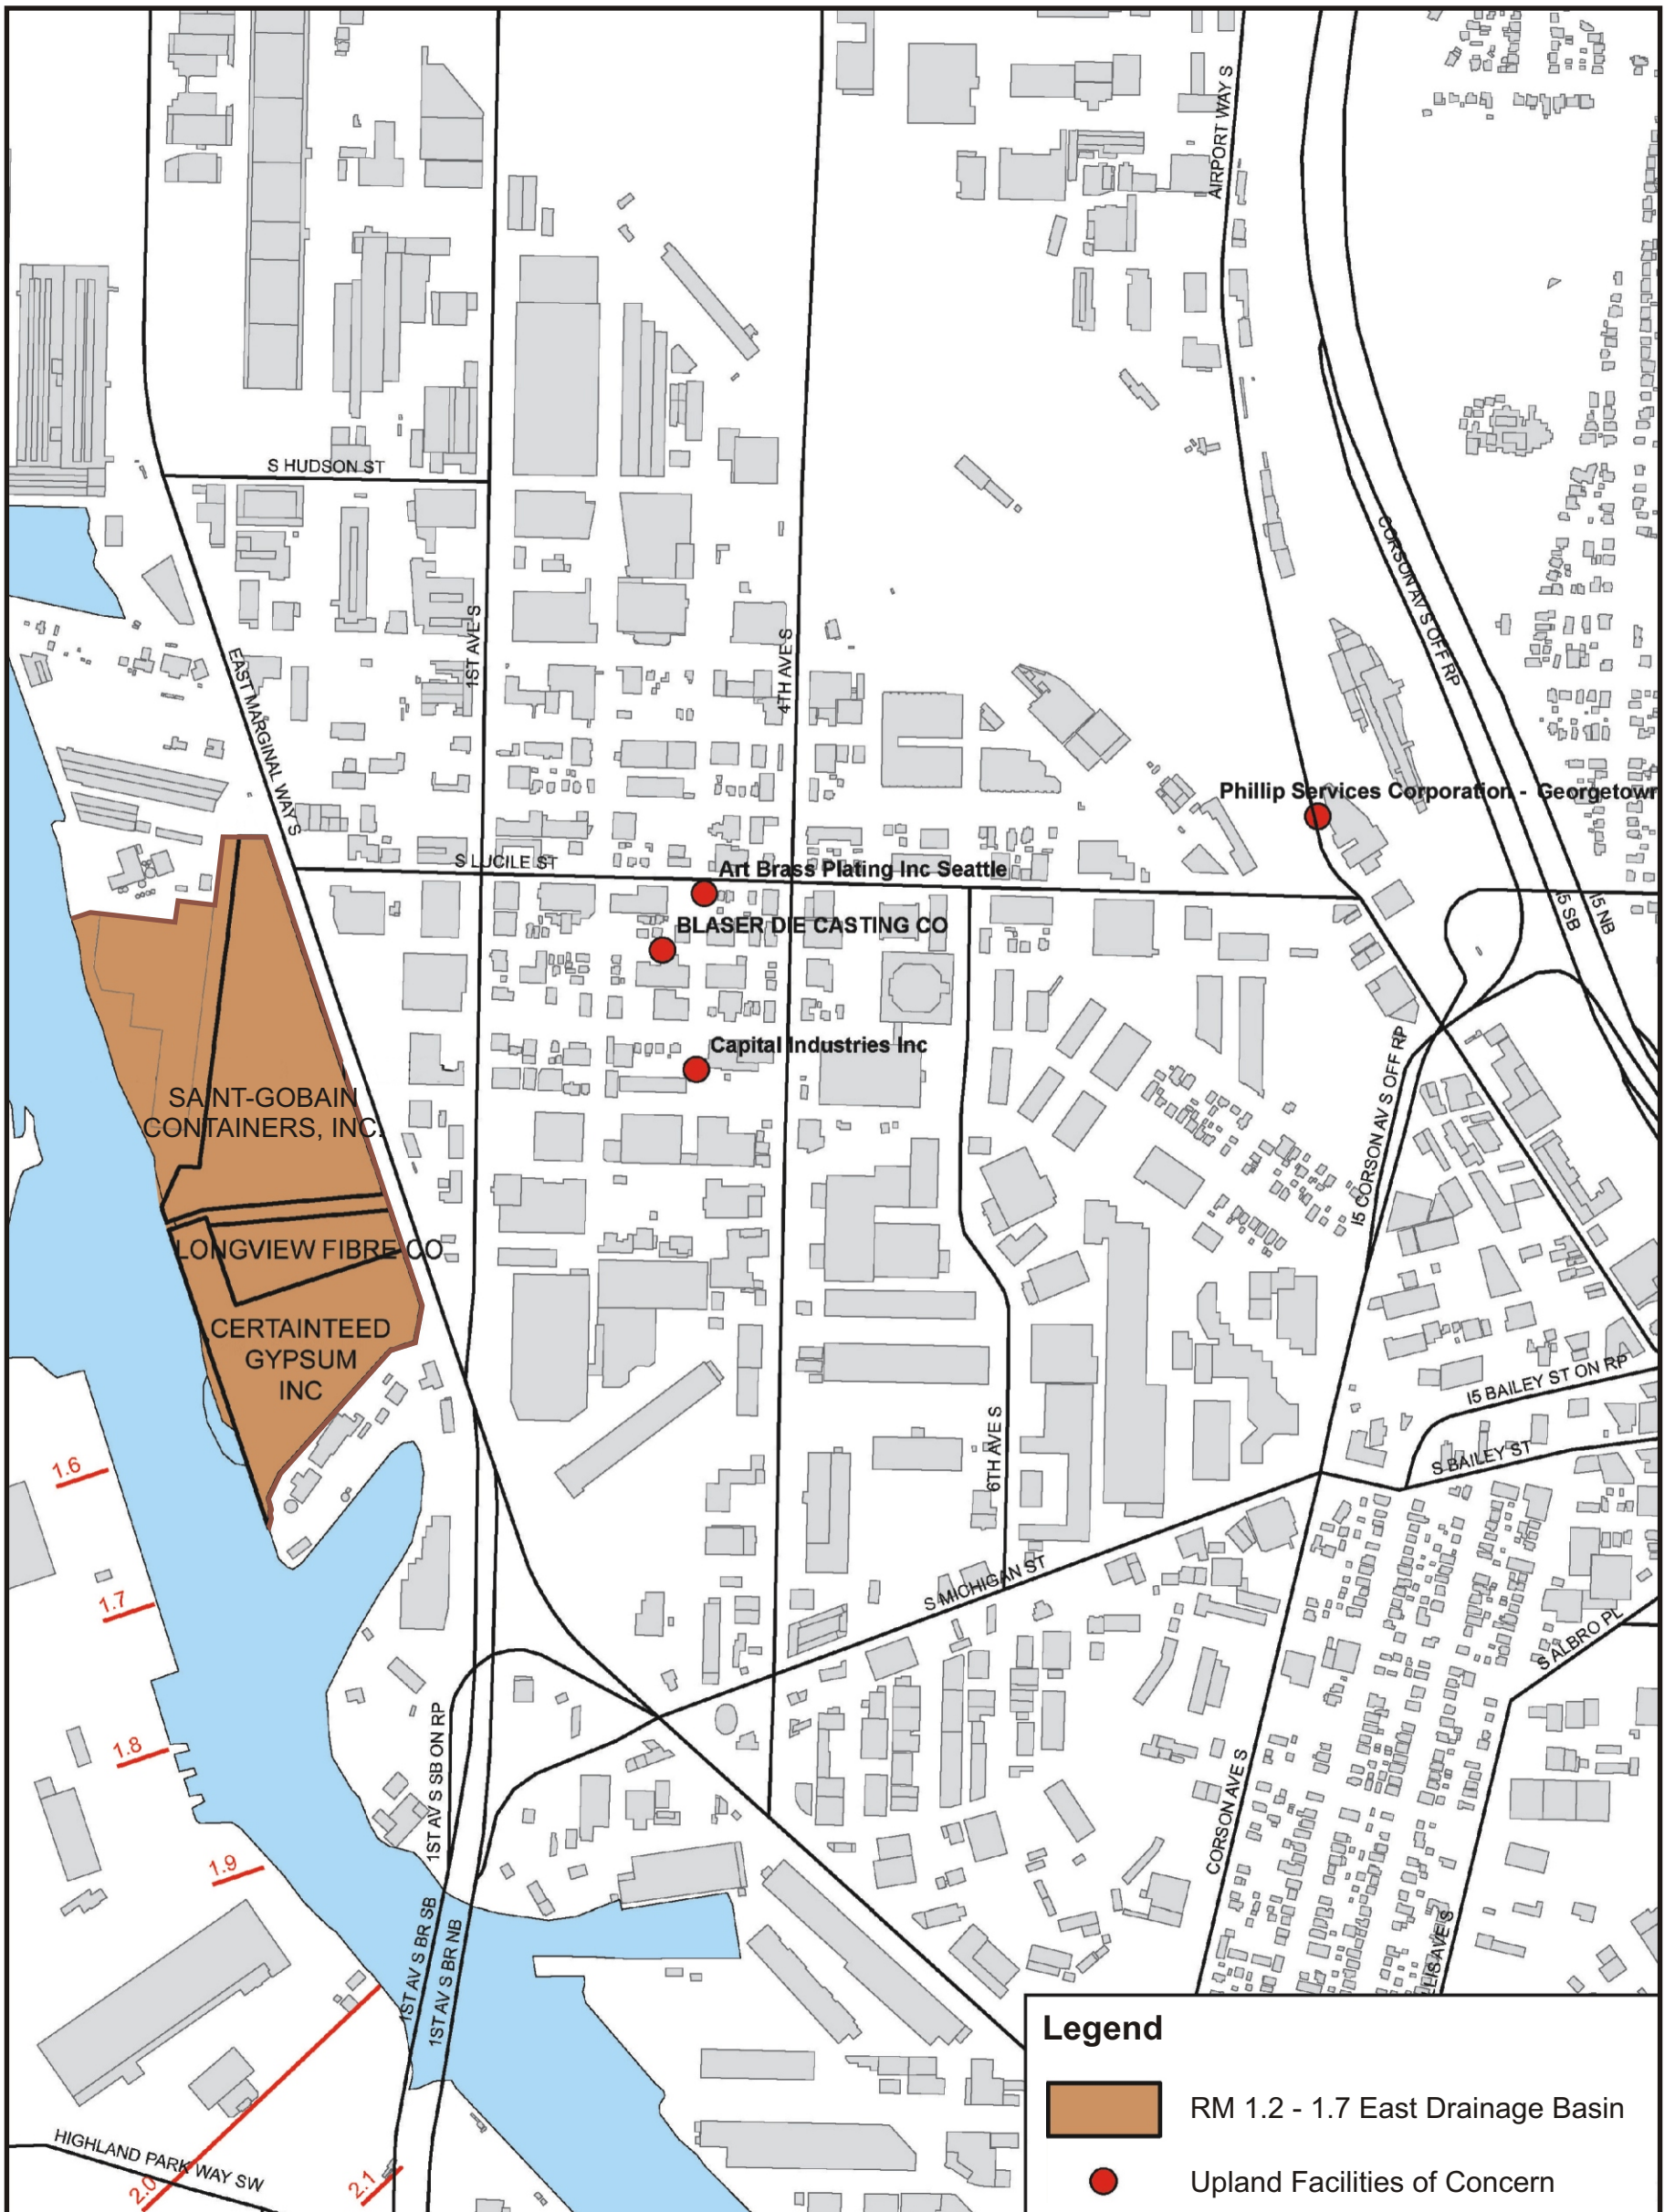 AIRPORT WAY S
S HUDSON ST
CORSON AV S OFF RP
1ST AVE S
4TH AVE S
EAST MARGINAL WAY S
Phillip Services Corporation - Georgetown
S LUCILE ST
Art Brass Plating Inc Seattle
BLASER DIE CASTING CO
I5 SB
I5 NB
Capital Industries Inc
I5 CORSON AV S OFF RP
SAINT-GOBAIN
CONTAINERS, INC.
LONGVIEW FIBRE CO
CERTAINTEED
GYPSUM
INC
I5 BAILEY ST ON RP
S BAILEY ST
6TH AVE S
1.6
S MICHIGAN ST
1.7
S ALBRO PL
1.8
1ST AV S SB ON RP
CORSON AVE S
1.9
1ST AV S BR SB
1ST AV S BR NB
LLIS AVE S
HIGHLAND PARK WAY SW
2.0
2.1
Legend
RM 1.2 - 1.7 East Drainage Basin
Upland Facilities of Concern